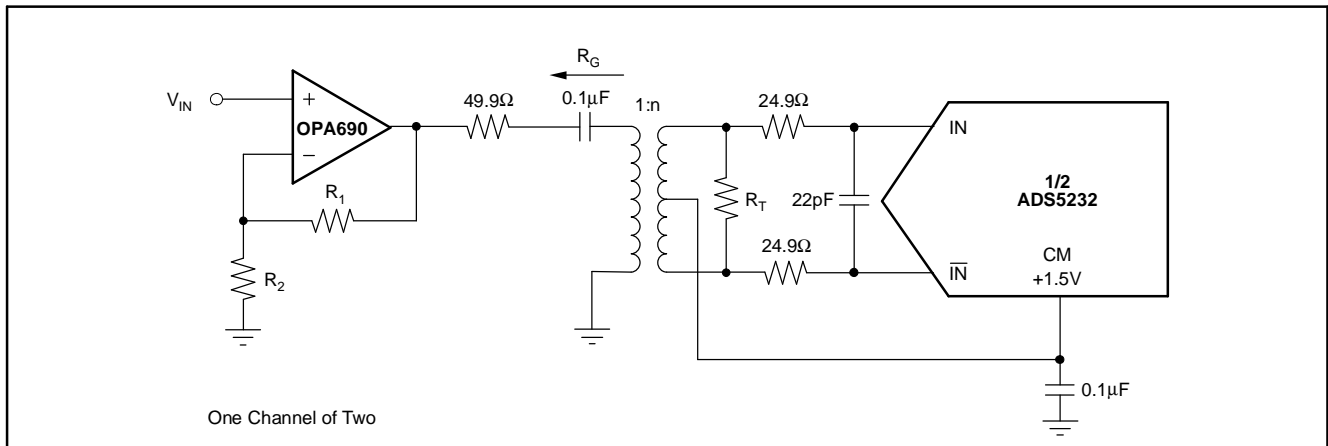 R_G
V_IN
+
−
OPA690
49.9Ω
0.1µF
1:n
24.9Ω
IN
R_1
R_2
R_T
22pF
1/2
ADS5232
24.9Ω
I̅N̅
CM
+1.5V
0.1µF
One Channel of Two